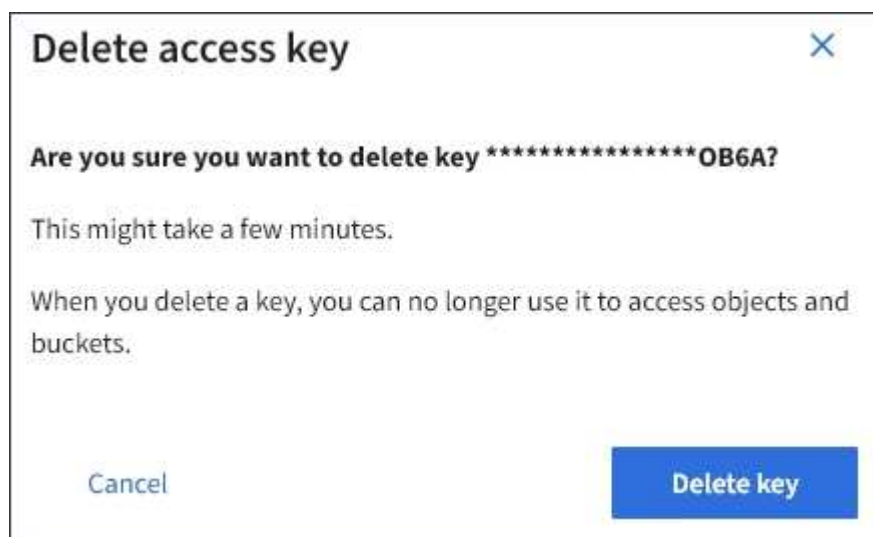 Delete access key
Are you sure you want to delete key ****************OB6A?
This might take a few minutes.
When you delete a key, you can no longer use it to access objects and
buckets.
Cancel
Delete key